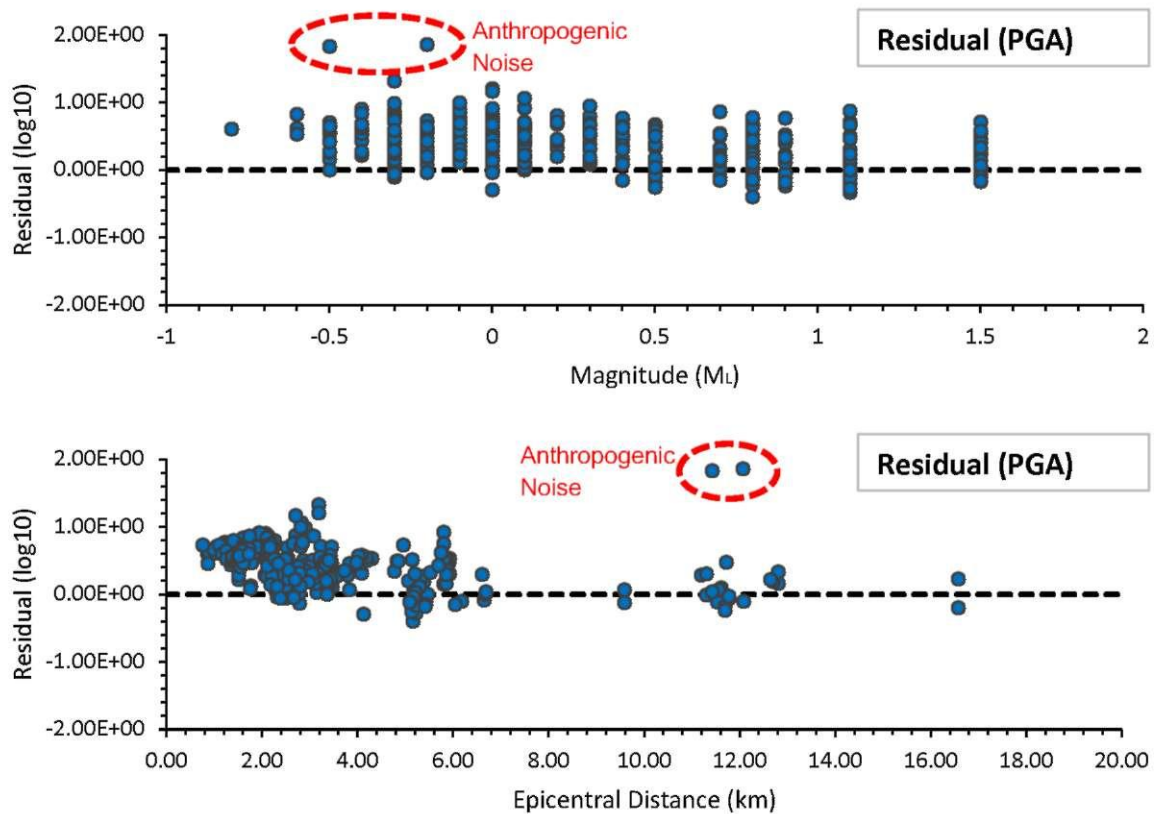 Residual (PGA)
Anthropogenic
Noise
2.00E+00
1.00E+00
0.00E+00
-1.00E+00
-2.00E+00
Residual (log10)
-1
-0.5
0
0.5
1
1.5
2
Magnitude (ML)
Residual (PGA)
Anthropogenic
Noise
2.00E+00
1.00E+00
0.00E+00
-1.00E+00
-2.00E+00
Residual (log10)
0.00
2.00
4.00
6.00
8.00
10.00
12.00
14.00
16.00
18.00
20.00
Epicentral Distance (km)